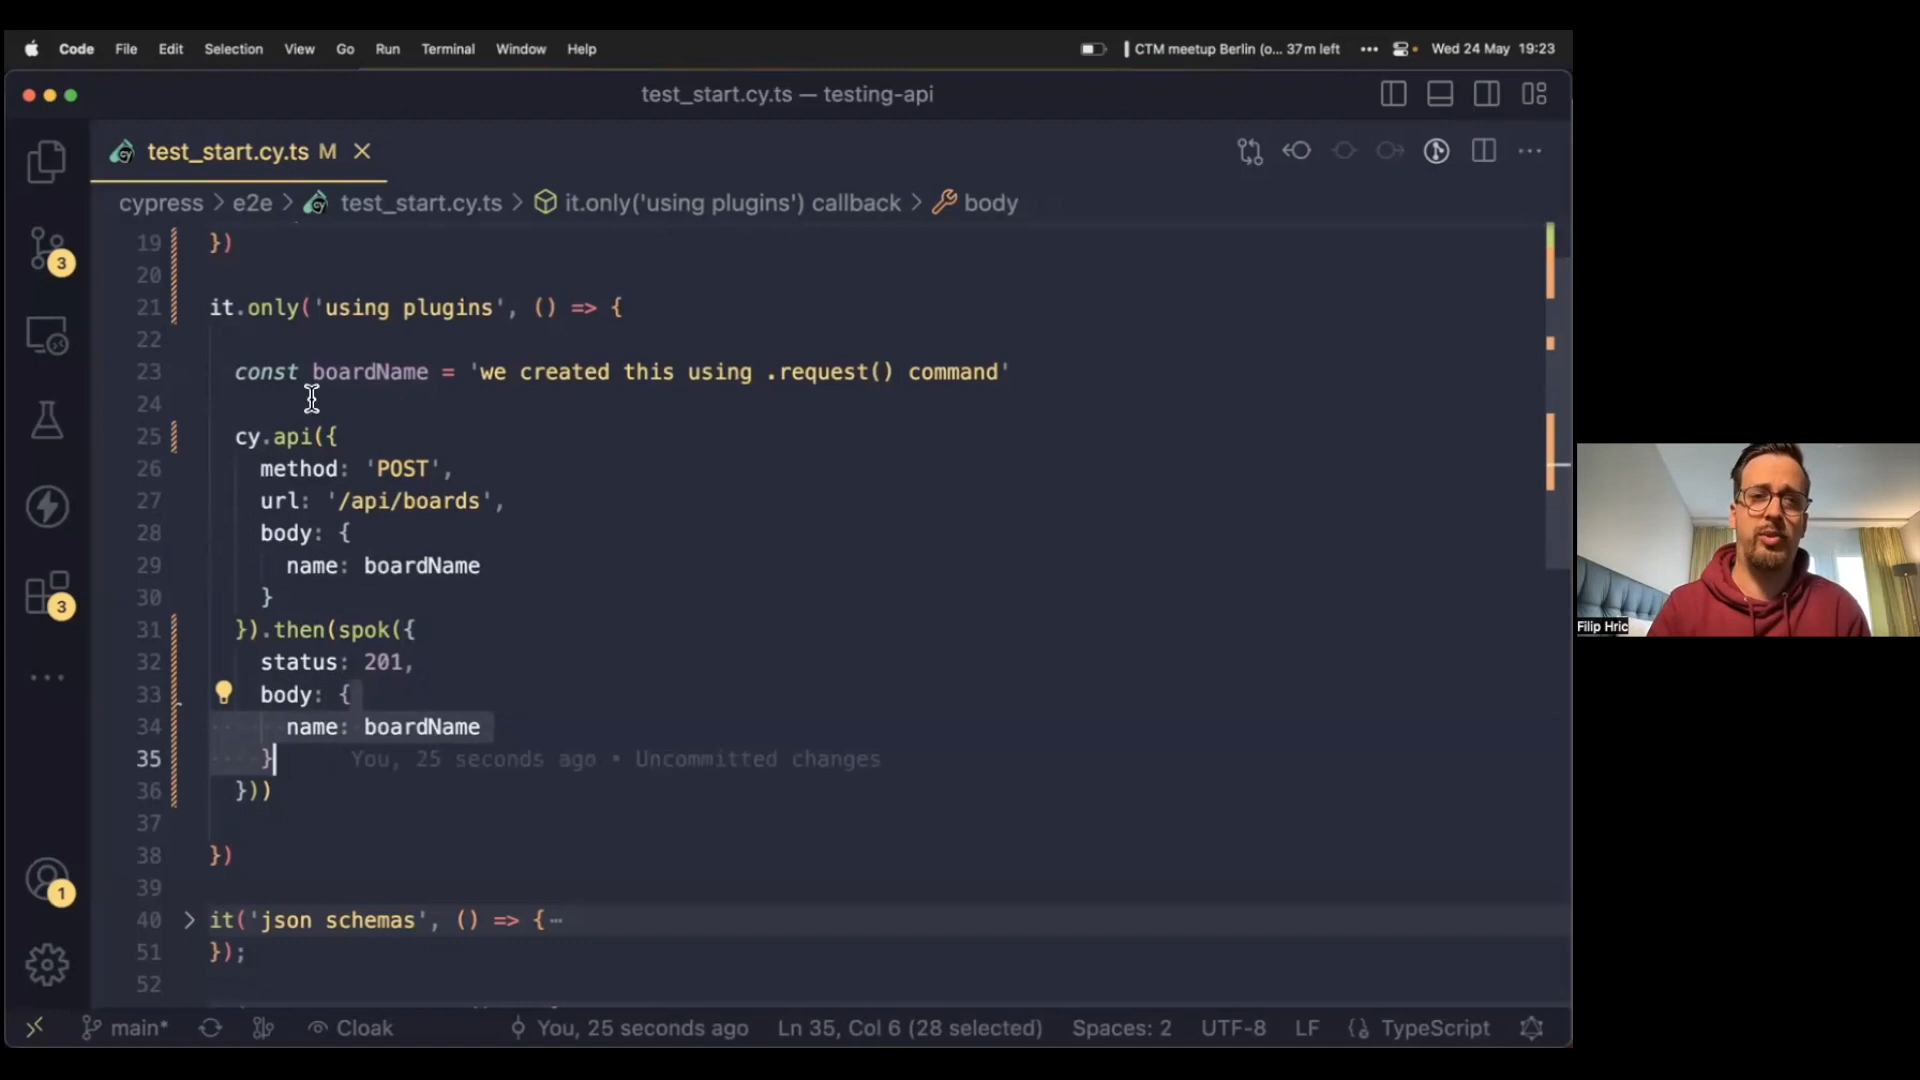 Code File Edit Selection View Go Run Terminal Window Help CTM meetup Berlin (o... 37 m left ••• Wed 24 May 19:23
test_start.cy.ts — testing-api
test_start.cy.ts M
cypress > e2e > test_start.cy.ts > it.only('using plugins') callback > body
19 })
20
21 it.only('using plugins', () => {
22
23 const boardName = 'we created this using .request() command'
24
25 cy.api({
26 method: 'POST',
27 url: '/api/boards',
28 body: {
29 name: boardName
30 }
31 }).then(spok({
32 status: 201,
33 body: {
34 name: boardName
35 } You, 25 seconds ago • Uncommitted changes
36 }))
37
38 })
39
40 it('json schemas', () => {
51 });
52
3
3
1
main* Cloak You, 25 seconds ago Ln 35, Col 6 (28 selected) Spaces: 2 UTF-8 LF TypeScript
Filip Hric